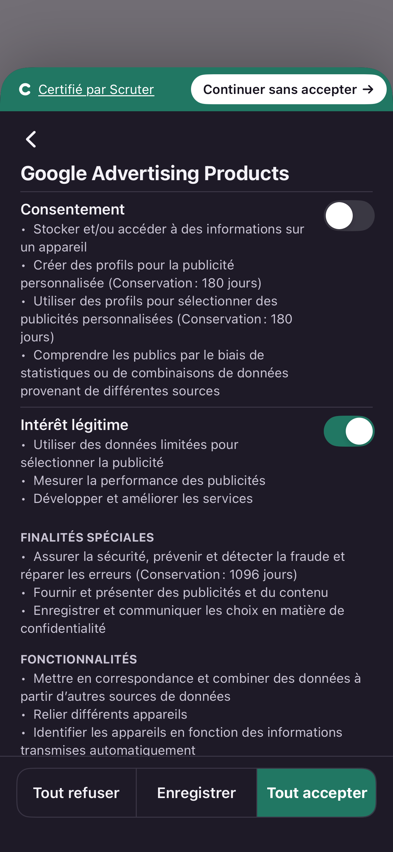 Certifié par Scruter
Continuer sans accepter →
Google Advertising Products
Consentement
• Stocker et/ou accéder à des informations sur
un appareil
• Créer des profils pour la publicité
personnalisée (Conservation : 180 jours)
• Utiliser des profils pour sélectionner des
publicités personnalisées (Conservation : 180
jours)
• Comprendre les publics par le biais de
statistiques ou de combinaisons de données
provenant de différentes sources
Intérêt légitime
• Utiliser des données limitées pour
sélectionner la publicité
• Mesurer la performance des publicités
• Développer et améliorer les services
FINALITÉS SPÉCIALES
• Assurer la sécurité, prévenir et détecter la fraude et
réparer les erreurs (Conservation : 1096 jours)
• Fournir et présenter des publicités et du contenu
• Enregistrer et communiquer les choix en matière de
confidentialité
FONCTIONNALITÉS
• Mettre en correspondance et combiner des données à
partir d’autres sources de données
• Relier différents appareils
• Identifier les appareils en fonction des informations
transmises automatiquement
Tout refuser
Enregistrer
Tout accepter